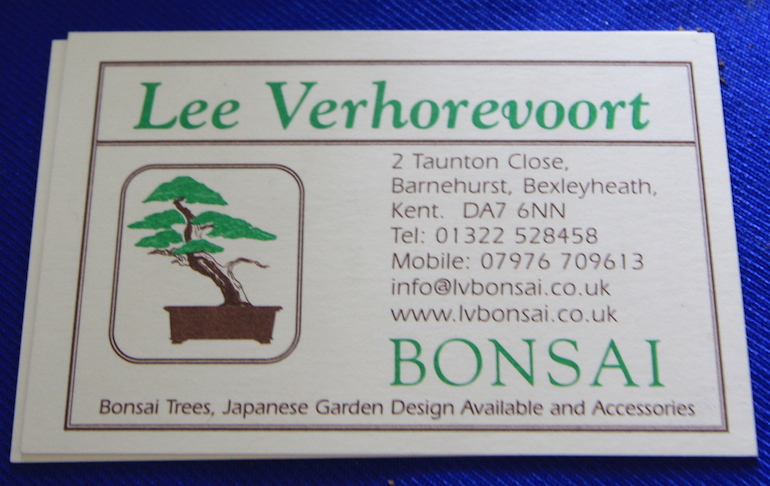 Lee Verhorevoort
2 Taunton Close,
Barnehurst, Bexleyheath,
Kent. DA7 6NN
Tel: 01322 528458
Mobile: 07976 709613
info@lvbonsai.co.uk
www.lvbonsai.co.uk
BONSAI
Bonsai Trees, Japanese Garden Design Available and Accessories